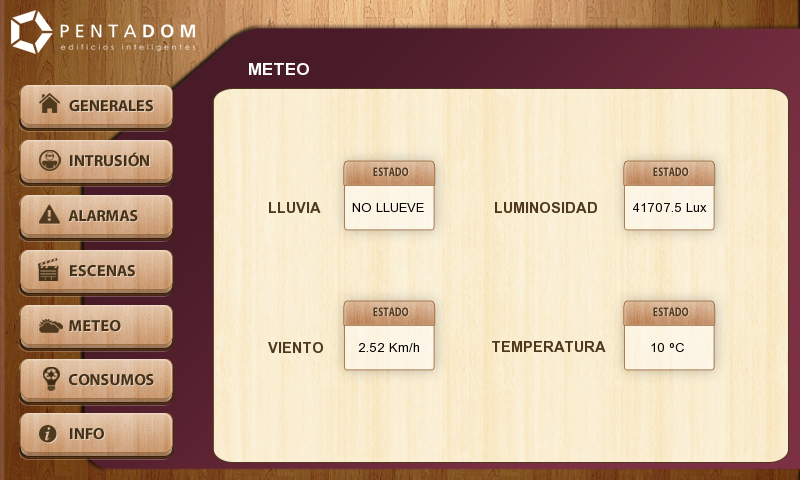 PENTADOM
edificios inteligentes
METEO
GENERALES
INTRUSIÓN
ALARMAS
ESCENAS
METEO
CONSUMOS
INFO
ESTADO
LLUVIA
NO LLUEVE
ESTADO
LUMINOSIDAD
41707.5 Lux
ESTADO
VIENTO
2.52 Km/h
ESTADO
TEMPERATURA
10 ºC